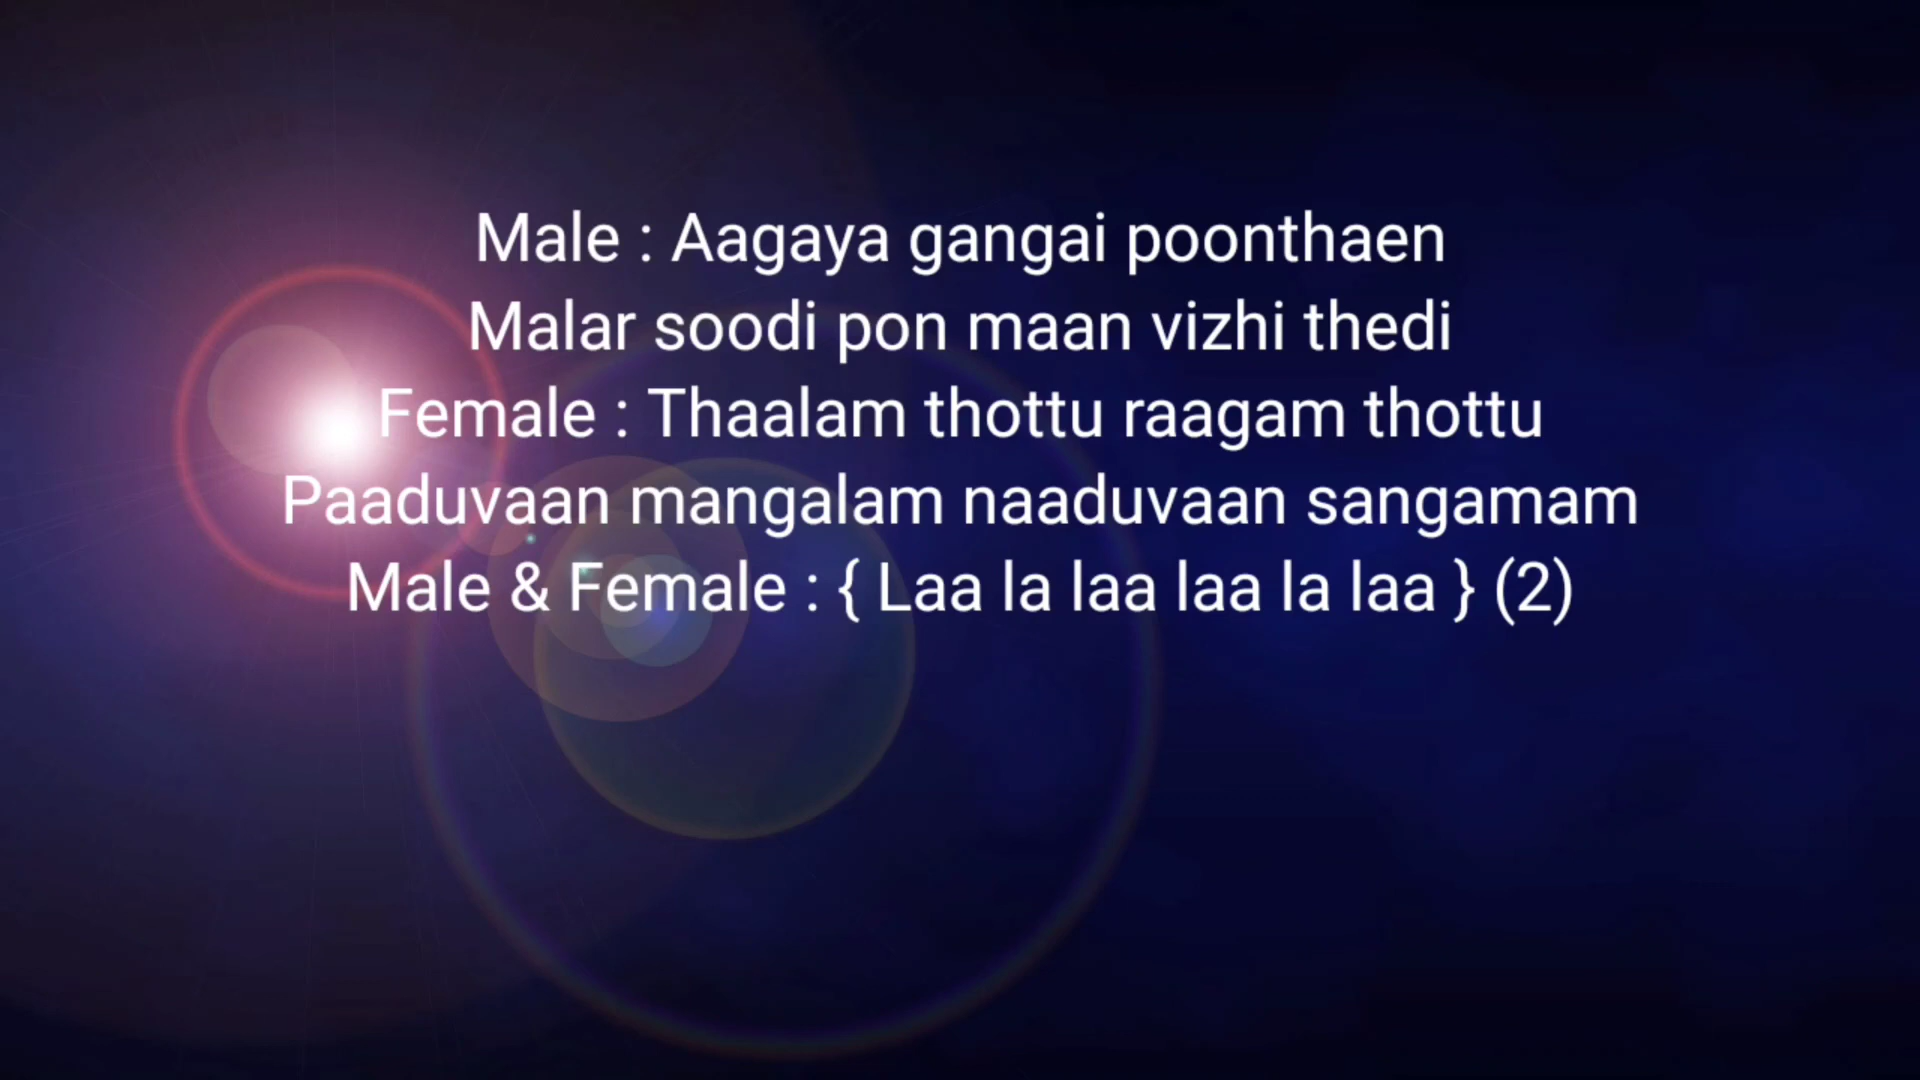 Male : Aagaya gangai poonthaen
Malar soodi pon maan vizhi thedi
Female : Thaalam thottu raagam thottu
Paaduvaan mangalam naaduvaan sangamam
Male & Female : { Laa la laa laa la laa } (2)